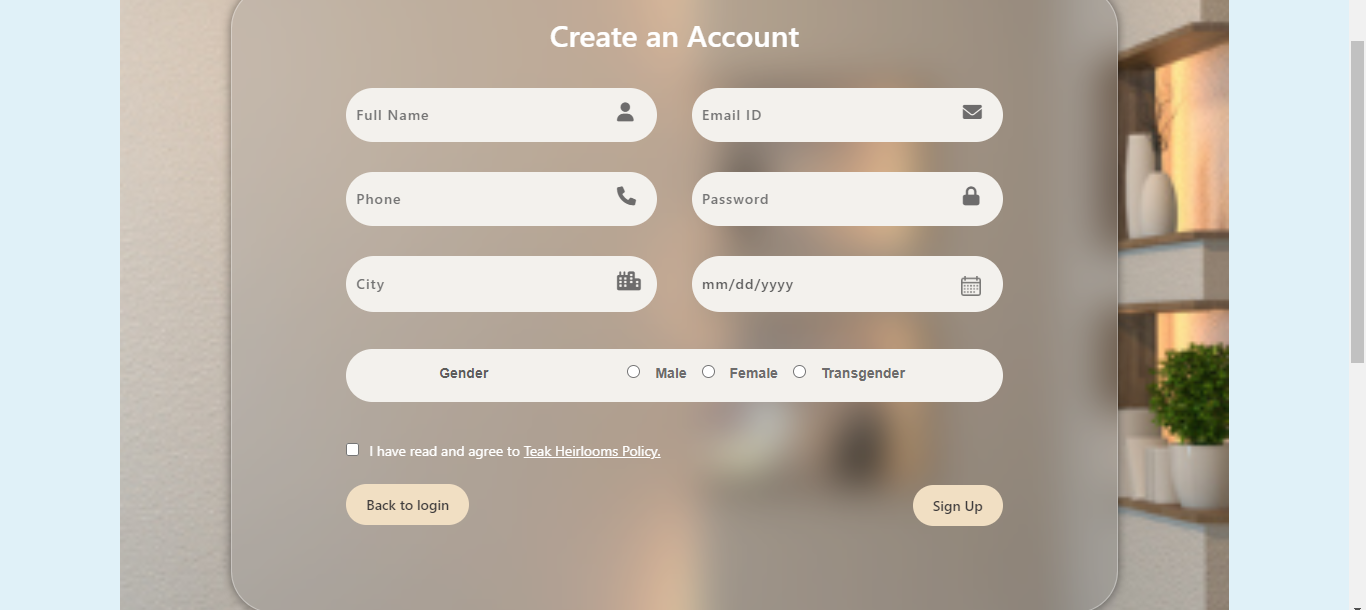 Create an Account
Full Name
Email ID
Phone
Password
City
mm/dd/yyyy
Gender Male Female Transgender
I have read and agree to Teak Heirlooms Policy.
Back to login
Sign Up